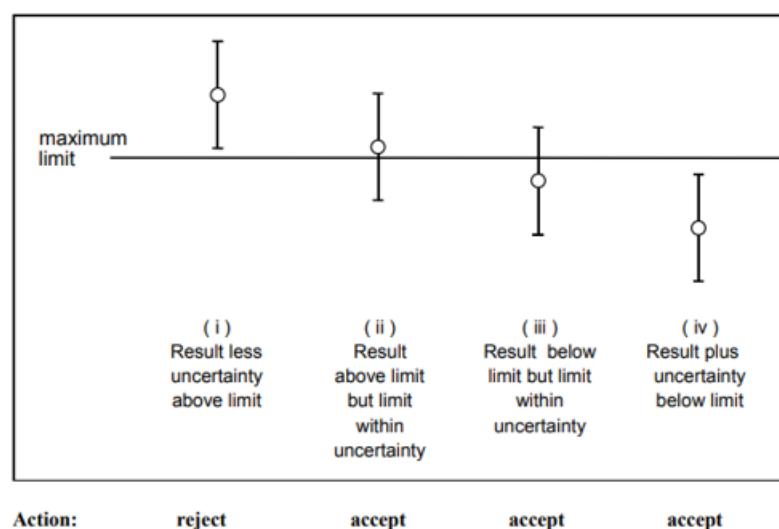 maximum
limit
( i )
Result less
uncertainty
above limit
( ii )
Result
above limit
but limit
within
uncertainty
( iii )
Result below
limit but limit
within
uncertainty
( iv )
Result plus
uncertainty
below limit
Action: reject accept accept accept